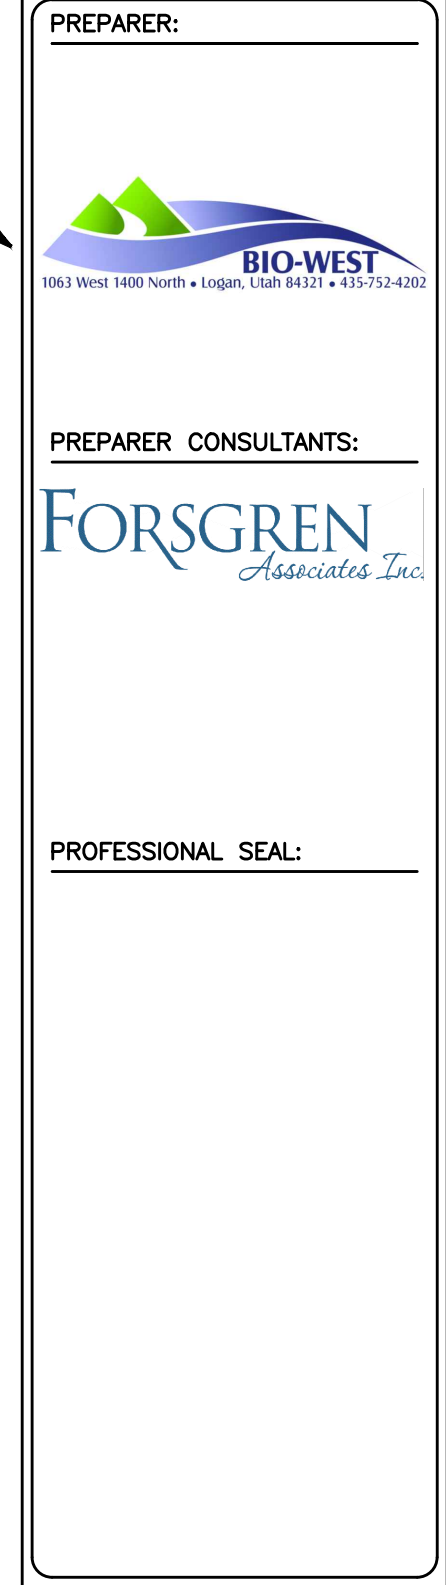 PREPARER:
BIO-WEST
1063 West 1400 North • Logan, Utah 84321 • 435-752-4202
PREPARER CONSULTANTS:
FORSGREN
Associates Inc.
PROFESSIONAL SEAL: